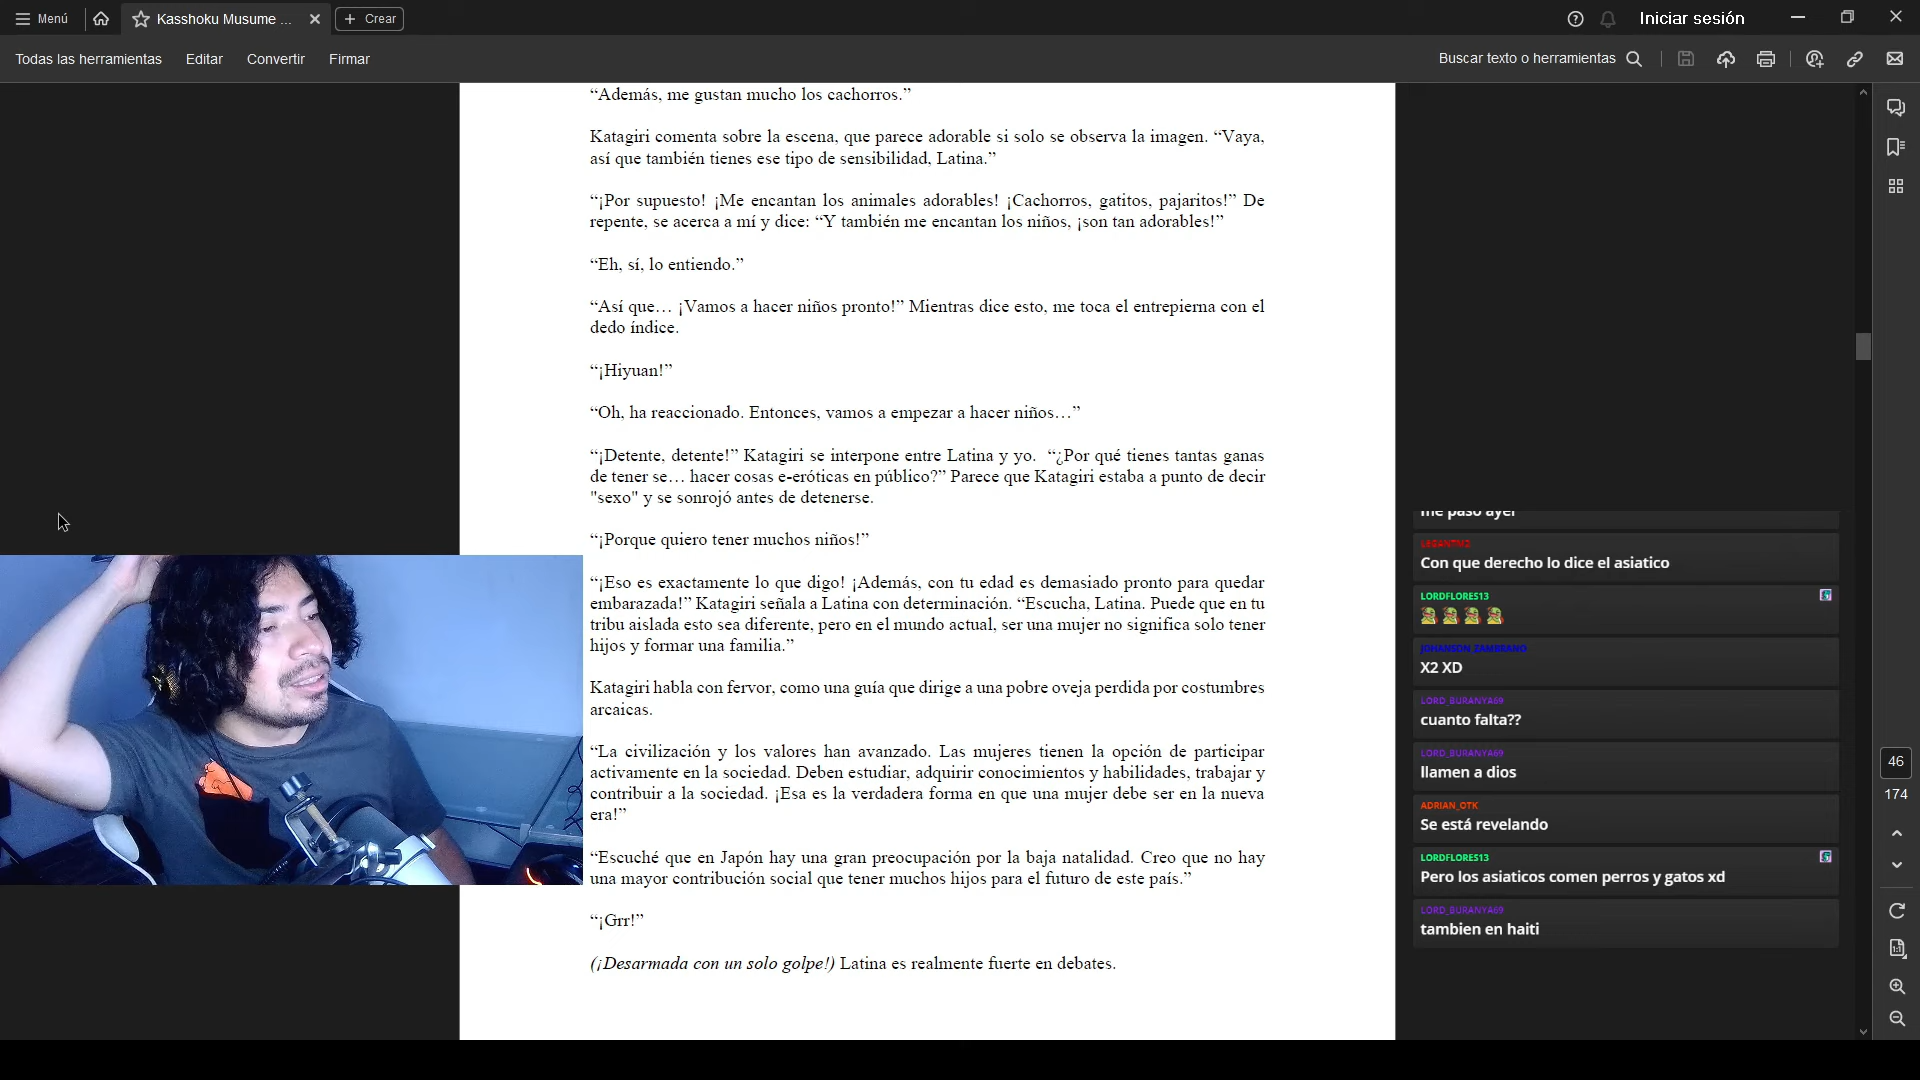 Menú
Kasshoku Musume ...
Crear
Iniciar sesión
Todas las herramientas
Editar
Convertir
Firmar
Buscar texto o herramientas
“Además, me gustan mucho los cachorros.”
Katagiri comenta sobre la escena, que parece adorable si solo se observa la imagen. “Vaya,
así que también tienes ese tipo de sensibilidad, Latina.”
“¡Por supuesto! ¡Me encantan los animales adorables! ¡Cachorros, gatitos, pajaritos!” De
repente, se acerca a mí y dice: “Y también me encantan los niños, ¡son tan adorables!”
“Eh, sí, lo entiendo.”
“Así que… ¡Vamos a hacer niños pronto!” Mientras dice esto, me toca el entrepierna con el
dedo índice.
“¡Hiyuan!”
“Oh, ha reaccionado. Entonces, vamos a empezar a hacer niños…”
“¡Detente, detente!” Katagiri se interpone entre Latina y yo. “¿Por qué tienes tantas ganas
de tener se… hacer cosas e-eróticas en público?” Parece que Katagiri estaba a punto de decir
"sexo" y se sonrojó antes de detenerse.
“¡Porque quiero tener muchos niños!”
“¡Eso es exactamente lo que digo! ¡Además, con tu edad es demasiado pronto para quedar
embarazada!” Katagiri señala a Latina con determinación. “Escucha, Latina. Puede que en tu
tribu aislada esto sea diferente, pero en el mundo actual, ser una mujer no significa solo tener
hijos y formar una familia.”
Katagiri habla con fervor, como una guía que dirige a una pobre oveja perdida por costumbres
arcaicas.
“La civilización y los valores han avanzado. Las mujeres tienen la opción de participar
activamente en la sociedad. Deben estudiar, adquirir conocimientos y habilidades, trabajar y
contribuir a la sociedad. ¡Esa es la verdadera forma en que una mujer debe ser en la nueva
era!”
“Escuché que en Japón hay una gran preocupación por la baja natalidad. Creo que no hay
una mayor contribución social que tener muchos hijos para el futuro de este país.”
“¡Grr!”
(¡Desarmada con un solo golpe!) Latina es realmente fuerte en debates.
me paso ayer
Con que derecho lo dice el asiatico
LORDFLORES13
JOHANSON_ZAMBRANO
X2 XD
LORD_BURANYA69
cuanto falta??
LORD_BURANYA69
llamen a dios
ADRIAN_OTK
Se está revelando
LORDFLORES13
Pero los asiaticos comen perros y gatos xd
LORD_BURANYA69
tambien en haiti
46
174